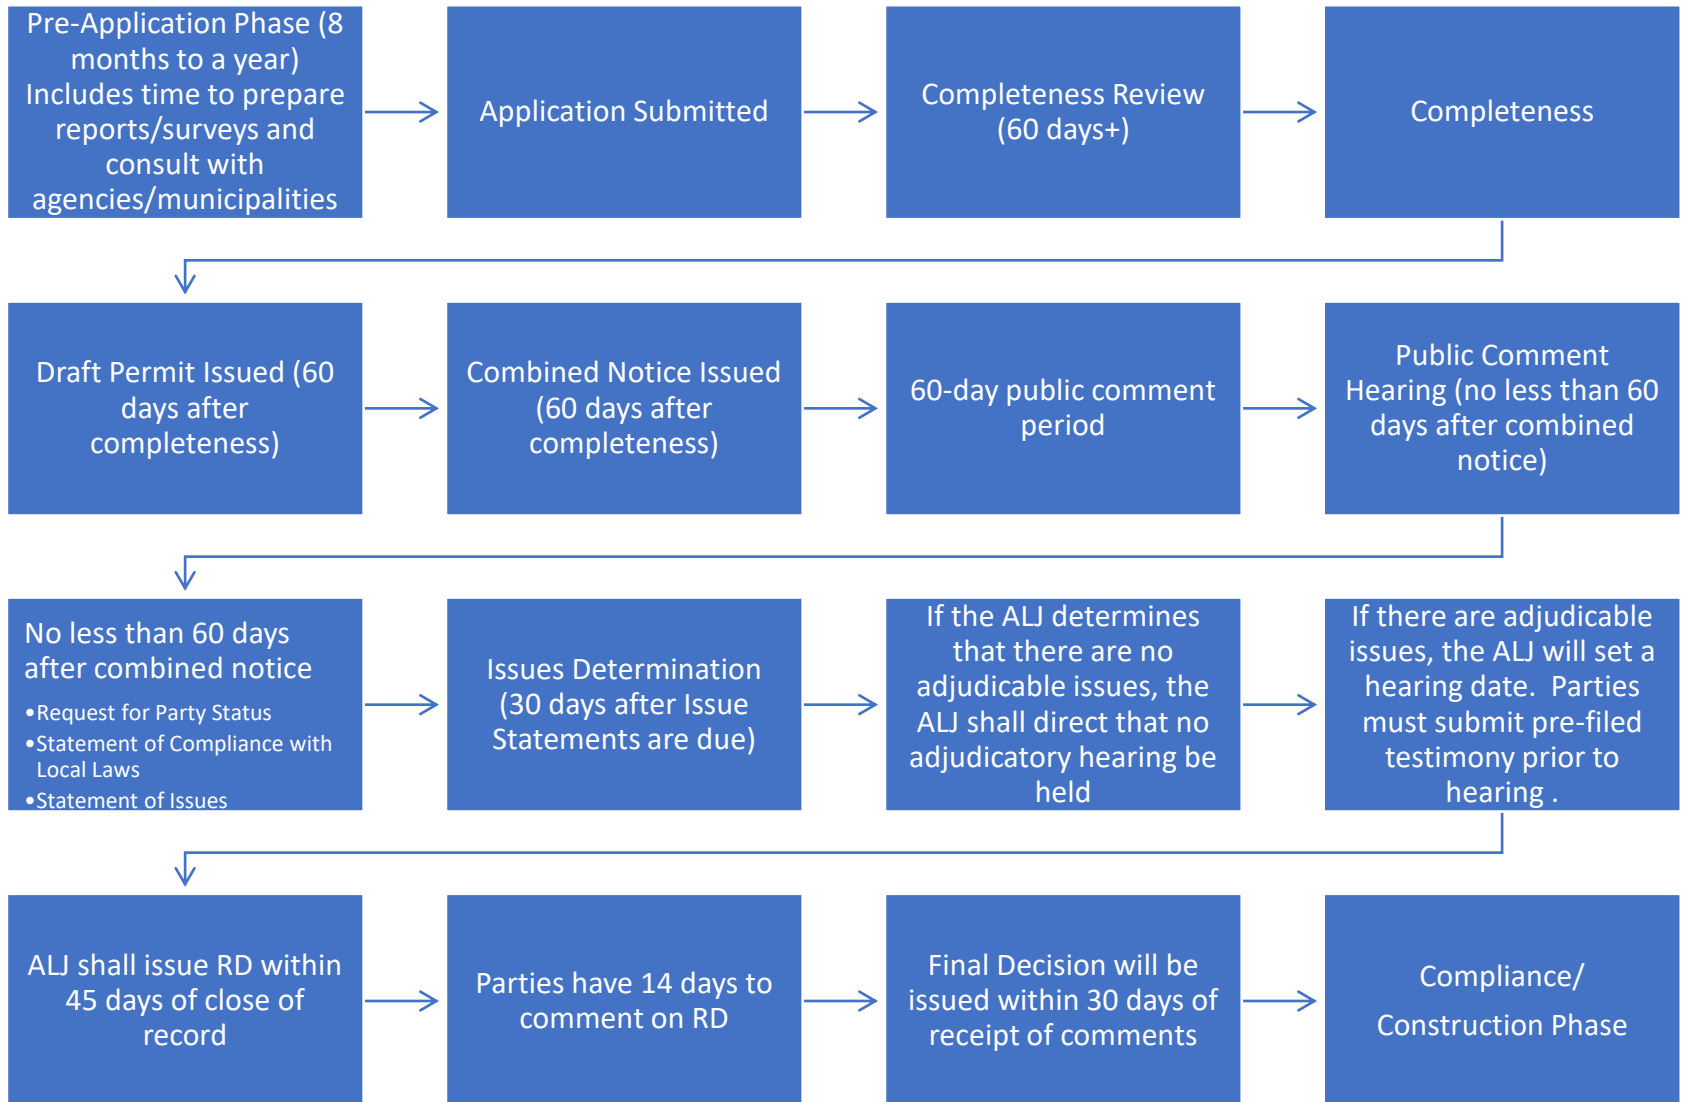 Pre-Application Phase (8
months to a year)
Includes time to prepare
reports/surveys and
consult with
agencies/municipalities
Application Submitted
Completeness Review
(60 days+)
Completeness
Draft Permit Issued (60
days after
completeness)
Combined Notice Issued
(60 days after
completeness)
60-day public comment
period
Public Comment
Hearing (no less than 60
days after combined
notice)
No less than 60 days
after combined notice
•Request for Party Status
•Statement of Compliance with
Local Laws
•Statement of Issues
Issues Determination
(30 days after Issue
Statements are due)
If the ALJ determines
that there are no
adjudicable issues, the
ALJ shall direct that no
adjudicatory hearing be
held
If there are adjudicable
issues, the ALJ will set a
hearing date.  Parties
must submit pre-filed
testimony prior to
hearing .
ALJ shall issue RD within
45 days of close of
record
Parties have 14 days to
comment on RD
Final Decision will be
issued within 30 days of
receipt of comments
Compliance/
Construction Phase